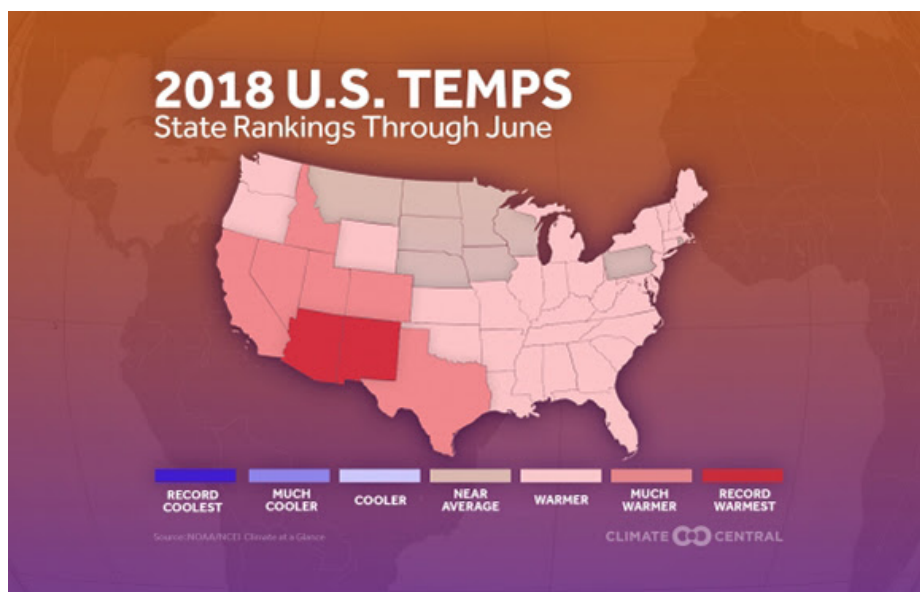 2018 U.S. TEMPS
State Rankings Through June
RECORD
COOLEST
MUCH
COOLER
COOLER
NEAR
AVERAGE
WARMER
MUCH
WARMER
RECORD
WARMEST
Source: NOAA/NCEI Climate at a Glance
CLIMATE CENTRAL